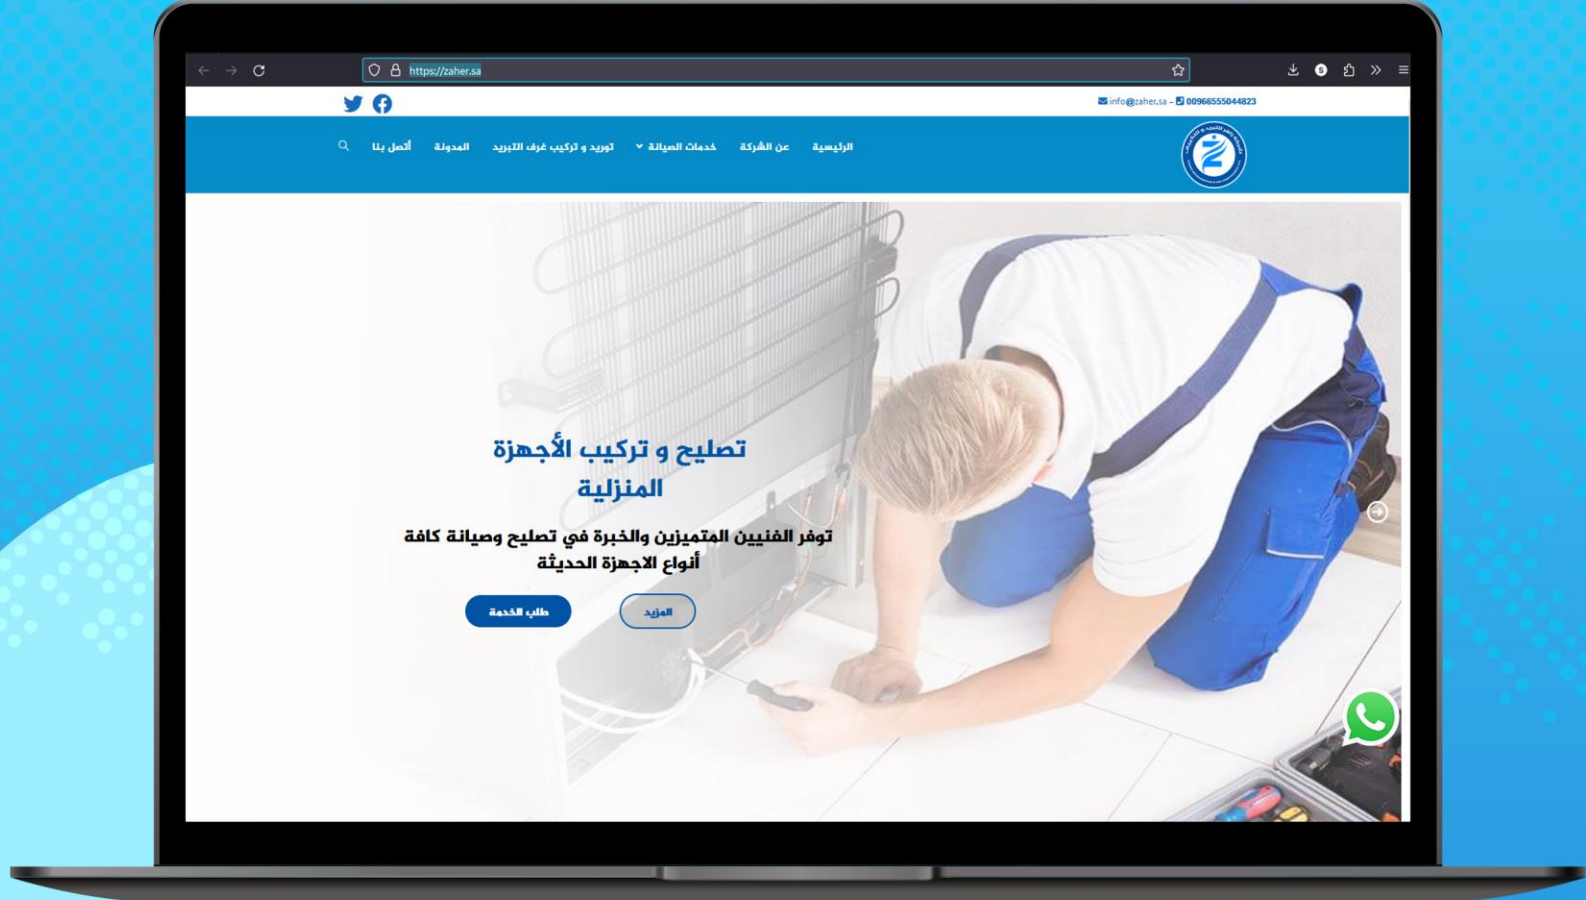 https://zaher.sa
info@zaher.sa - 00966555044823
الرئيسية
عن الشركة
خدمات الصيانة
توريد و تركيب غرف التبريد
المدونة
أتصل بنا
تصليح و تركيب الأجهزة
المنزلية
توفر الفنيين المتميزين والخبرة في تصليح وصيانة كافة
أنواع الاجهزة الحديثة
المزيد
طلب الخدمة